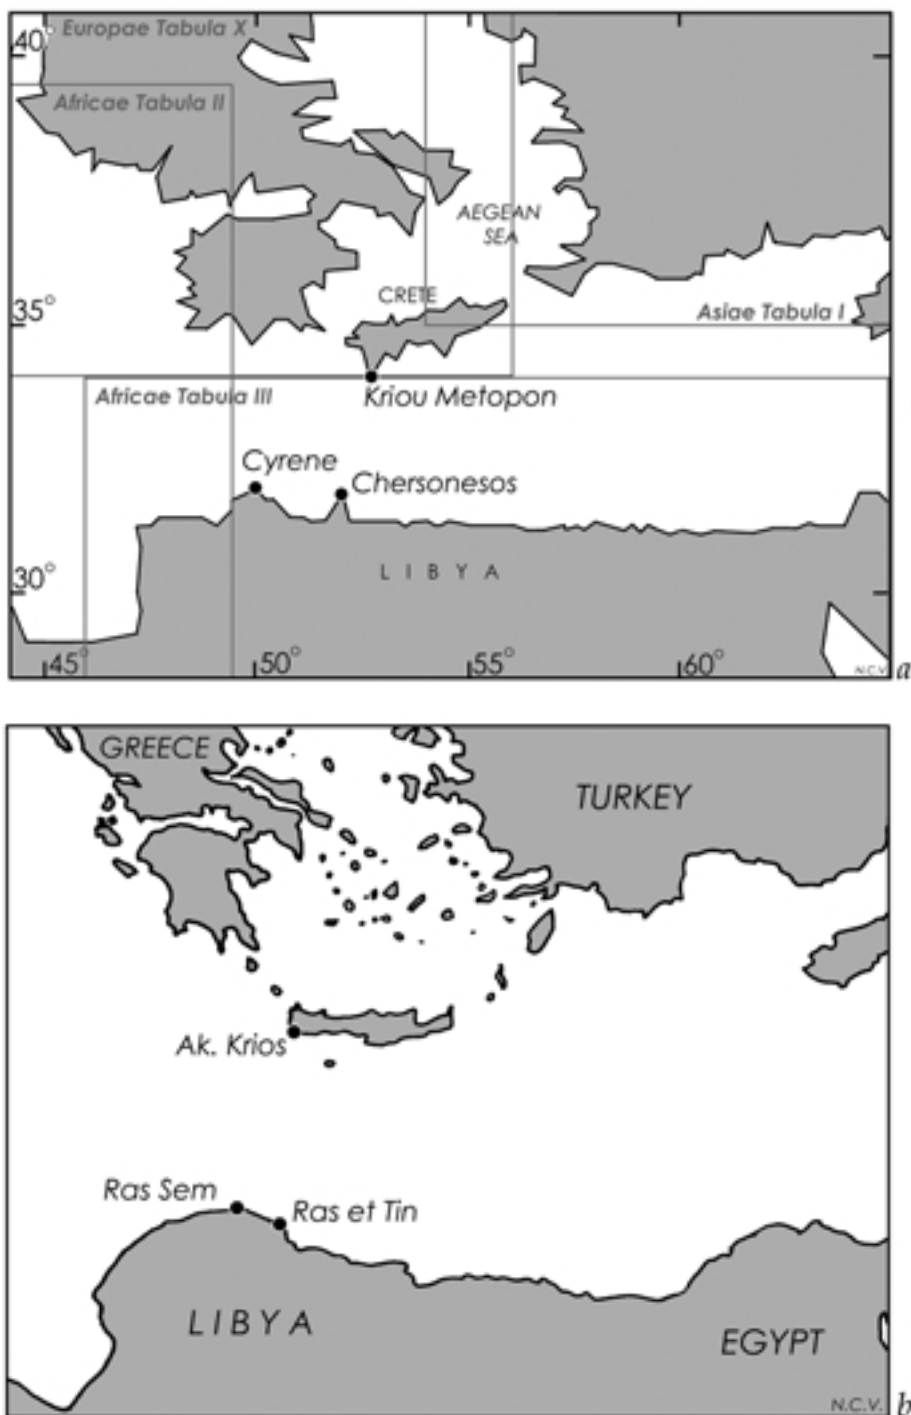 40°
Europae Tabula X
Africae Tabula II
AEGEAN
SEA
35°
CRETE
Asiae Tabula I
Africae Tabula III
Kriou Metopon
Cyrene
Chersonesos
30°
LIBYA
45°
50°
55°
60°
N.C.V.
a
GREECE
TURKEY
Ak. Krios
Ras Sem
Ras et Tin
LIBYA
EGYPT
N.C.V.
b